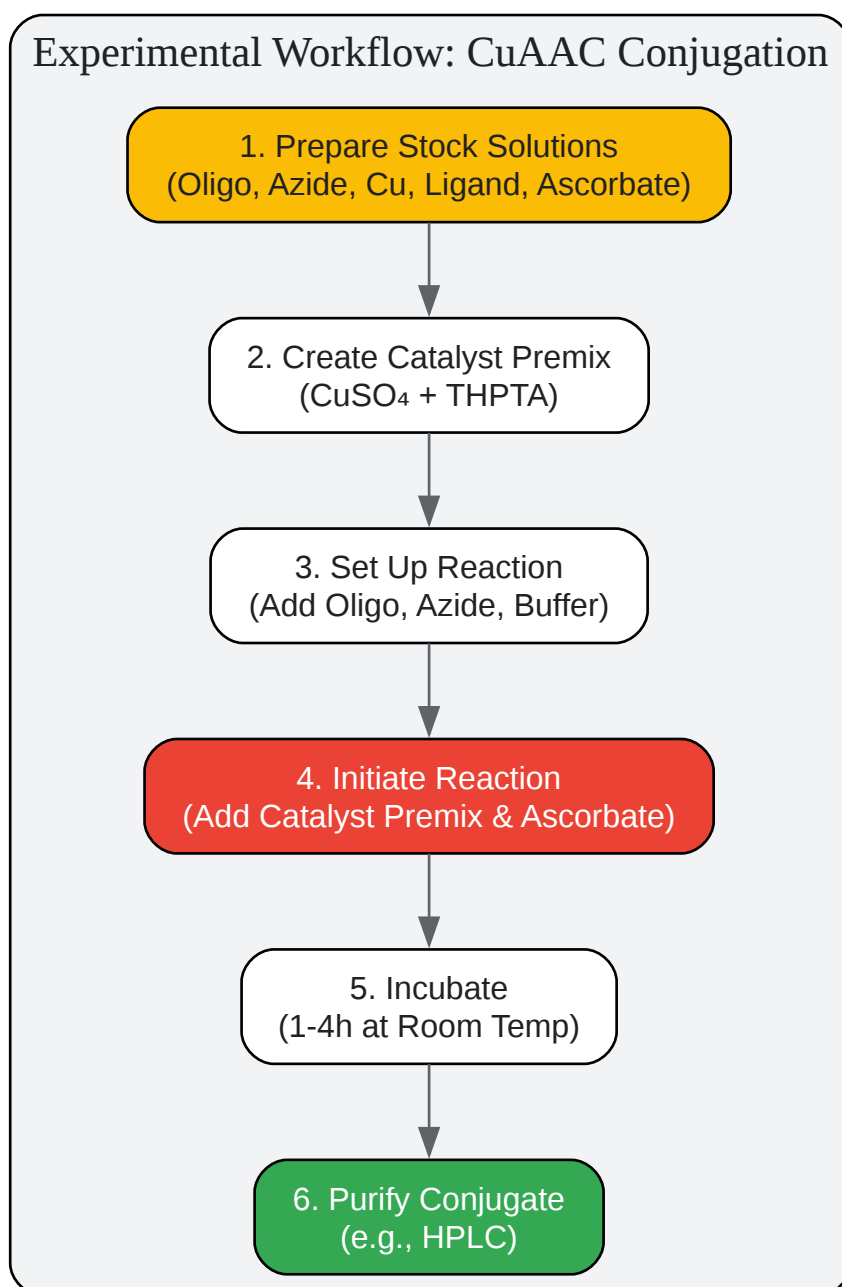 Experimental Workflow: CuAAC Conjugation
1. Prepare Stock Solutions
(Oligo, Azide, Cu, Ligand, Ascorbate)
2. Create Catalyst Premix
(CuSO₄ + THPTA)
3. Set Up Reaction
(Add Oligo, Azide, Buffer)
4. Initiate Reaction
(Add Catalyst Premix & Ascorbate)
5. Incubate
(1-4h at Room Temp)
6. Purify Conjugate
(e.g., HPLC)